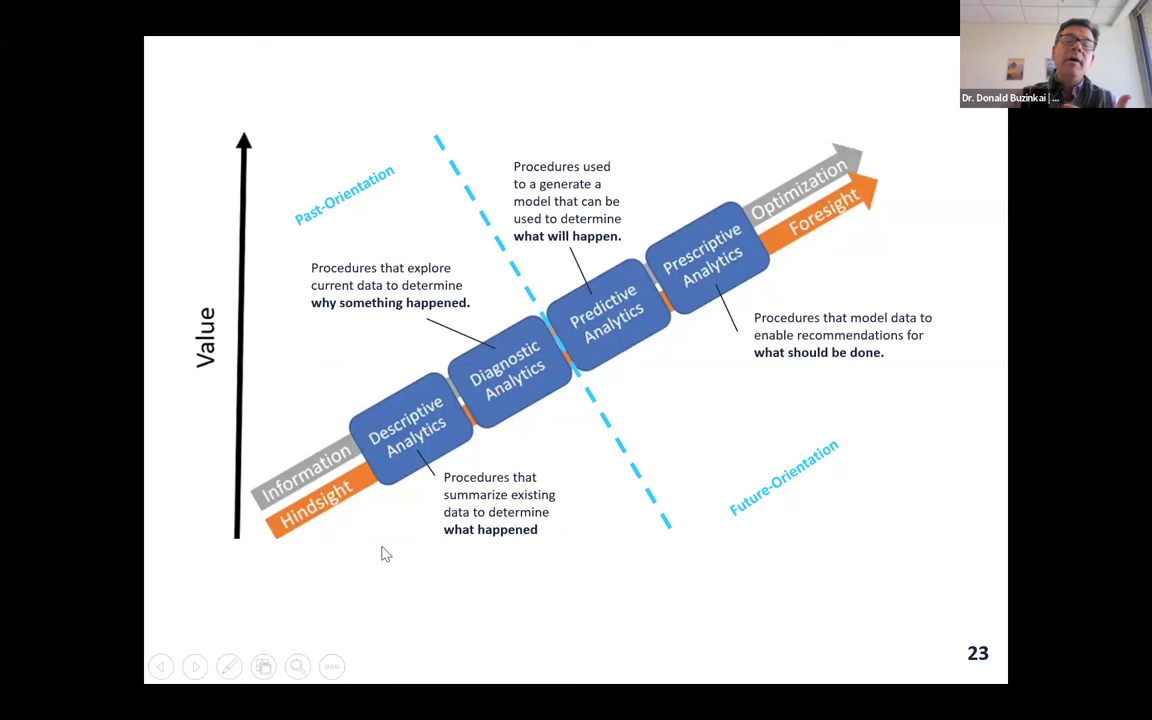 Dr. Donald Buzinkai | ...
Past-Orientation
Procedures used
to a generate a
model that can be
used to determine
what will happen.
Optimization
Foresight
Prescriptive
Analytics
Procedures that explore
current data to determine
why something happened.
Predictive
Analytics
Value
Procedures that model data to
enable recommendations for
what should be done.
Diagnostic
Analytics
Descriptive
Analytics
Information
Hindsight
Procedures that
summarize existing
data to determine
what happened
Future-Orientation
23